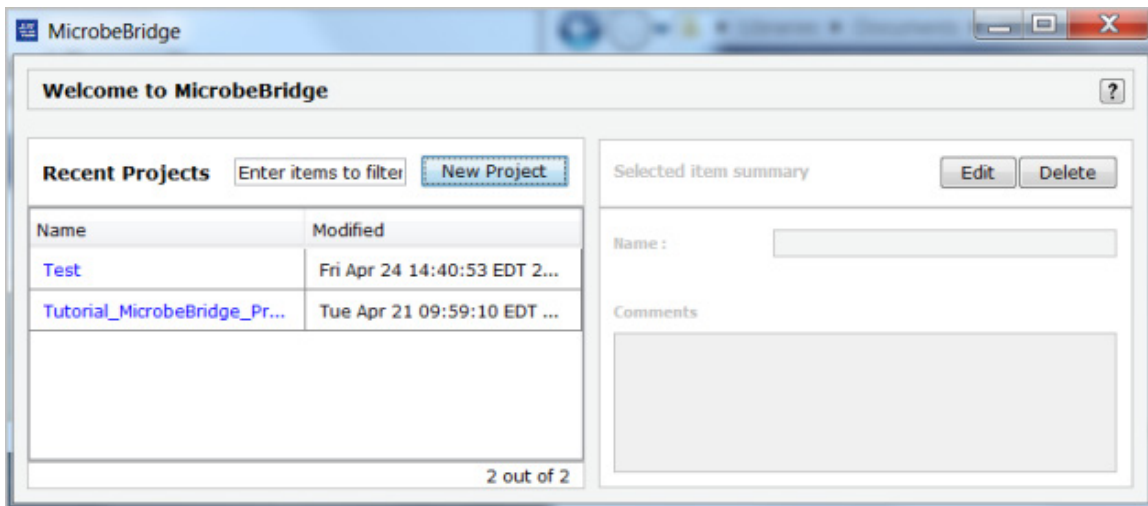 MicrobeBridge
Welcome to MicrobeBridge
?
Recent Projects
Enter items to filter
New Project
Name
Modified
Test
Fri Apr 24 14:40:53 EDT 2...
Tutorial_MicrobeBridge_Pr...
Tue Apr 21 09:59:10 EDT ...
2 out of 2
Selected item summary
Edit
Delete
Name :
Comments